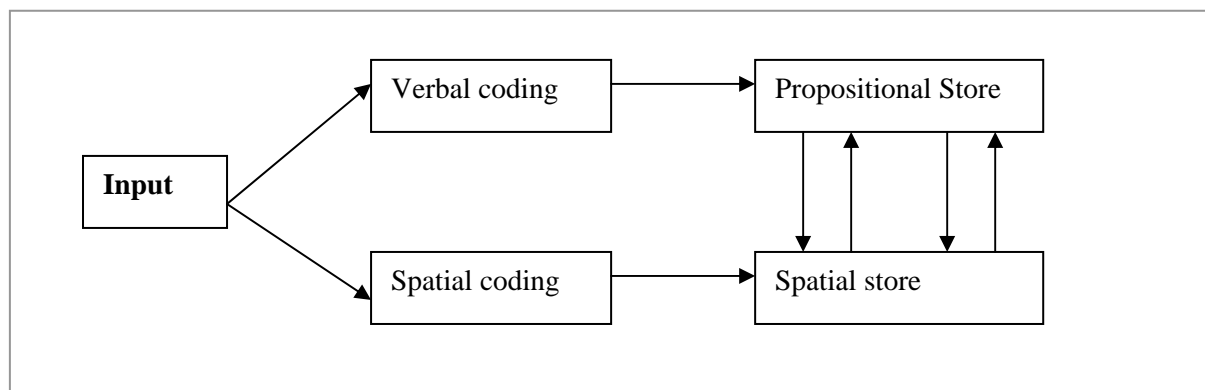 Verbal coding
Propositional Store
Input
Spatial coding
Spatial store